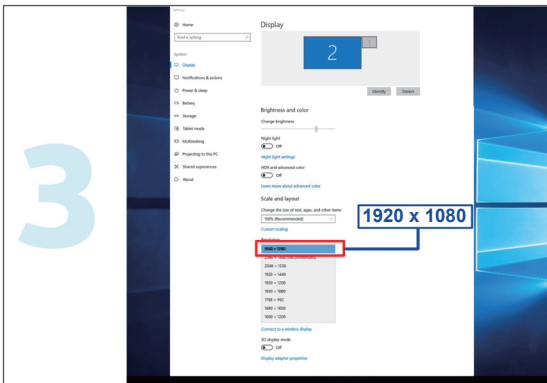 3
Settings
Home
Find a setting
System
Display
Notifications & actions
Power & sleep
Battery
Storage
Tablet mode
Multitasking
Projecting to this PC
Shared experiences
About
Display
2
1
Identify
Detect
Brightness and color
Change brightness
Night light
Off
Night light settings
HDR and advanced color
Off
Learn more about advanced color
Scale and layout
Change the size of text, apps, and other items
100% (Recommended)
Custom scaling
Resolution
1920 x 1080
2048 × 1536
1920 × 1440
1920 × 1200
1920 × 1080
1680 × 1050
1600 × 1200
Connect to a wireless display
3D display mode
Off
Display adapter properties